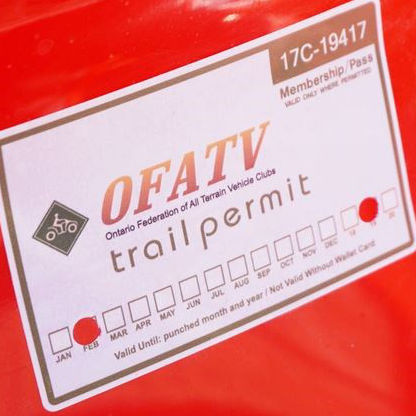 17C-19417
Membership/Pass
VALID ONLY WHERE PERMITTED
OFATV
Ontario Federation of All Terrain Vehicle Clubs
trail permit
JAN FEB MAR APR MAY JUN JUL AUG SEP OCT NOV DEC 18 20
Valid Until: punched month and year / Not Valid Without Wallet Card